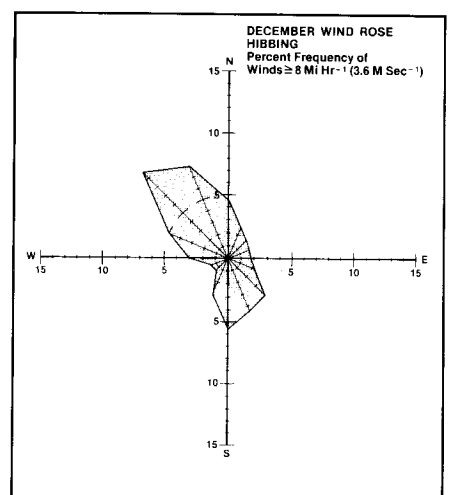 DECEMBER WIND ROSE
HIBBING
Percent Frequency of
Winds ≧ 8 Mi Hr⁻¹ (3.6 M Sec⁻¹)
N
15
10
5
W
15 10 5 5 10 15
E
5
10
15
S